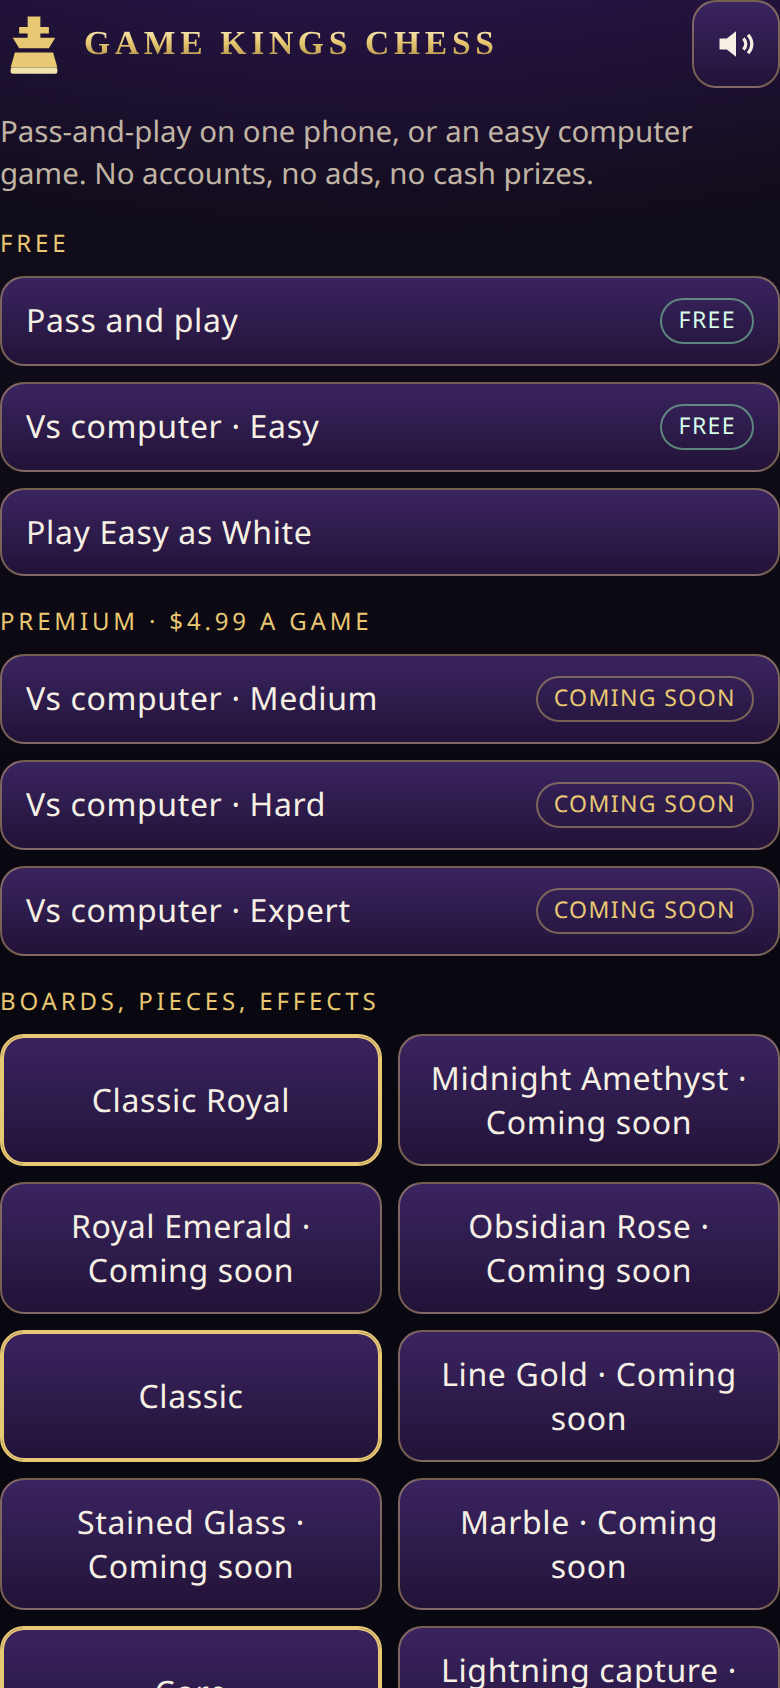 GAME KINGS CHESS
Pass-and-play on one phone, or an easy computer
game. No accounts, no ads, no cash prizes.
FREE
Pass and play
FREE
Vs computer · Easy
FREE
Play Easy as White
PREMIUM · $4.99 A GAME
Vs computer · Medium
COMING SOON
Vs computer · Hard
COMING SOON
Vs computer · Expert
COMING SOON
BOARDS, PIECES, EFFECTS
Classic Royal
Midnight Amethyst ·
Coming soon
Royal Emerald ·
Coming soon
Obsidian Rose ·
Coming soon
Classic
Line Gold · Coming
soon
Stained Glass ·
Coming soon
Marble · Coming
soon
Lightning capture ·